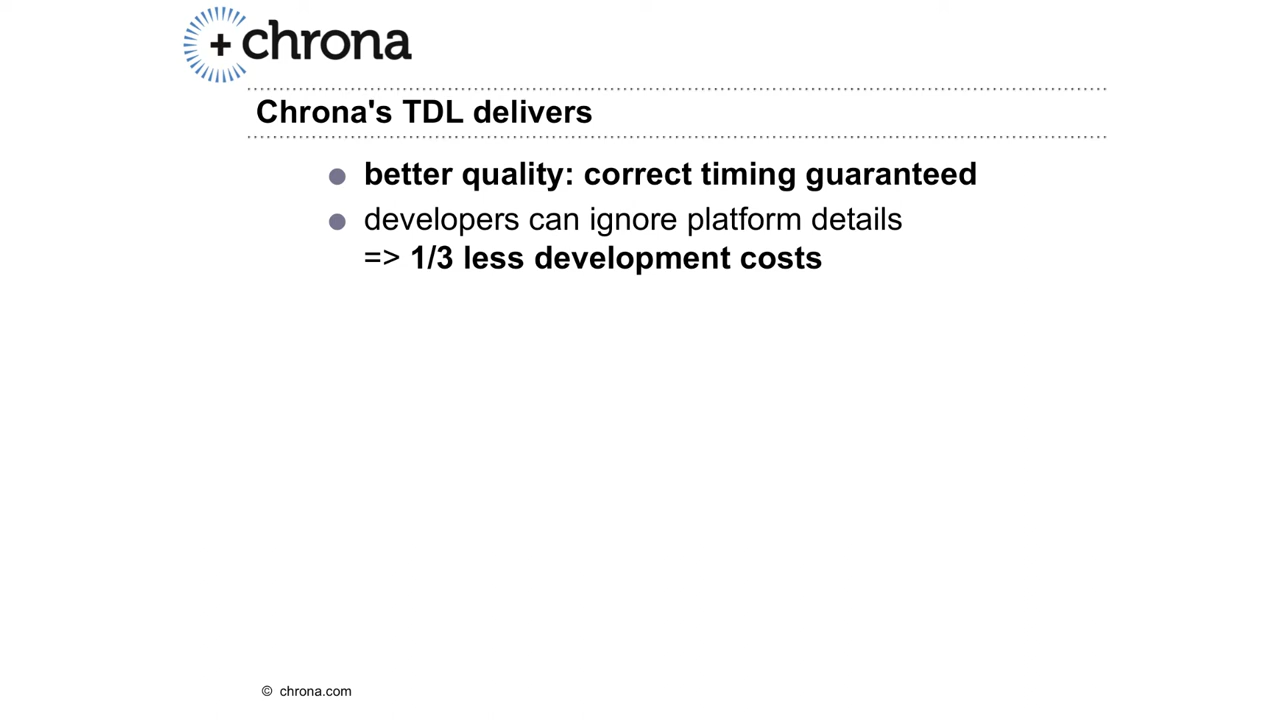 chrona
Chrona's TDL delivers
better quality: correct timing guaranteed
developers can ignore platform details
=> 1/3 less development costs
© chrona.com